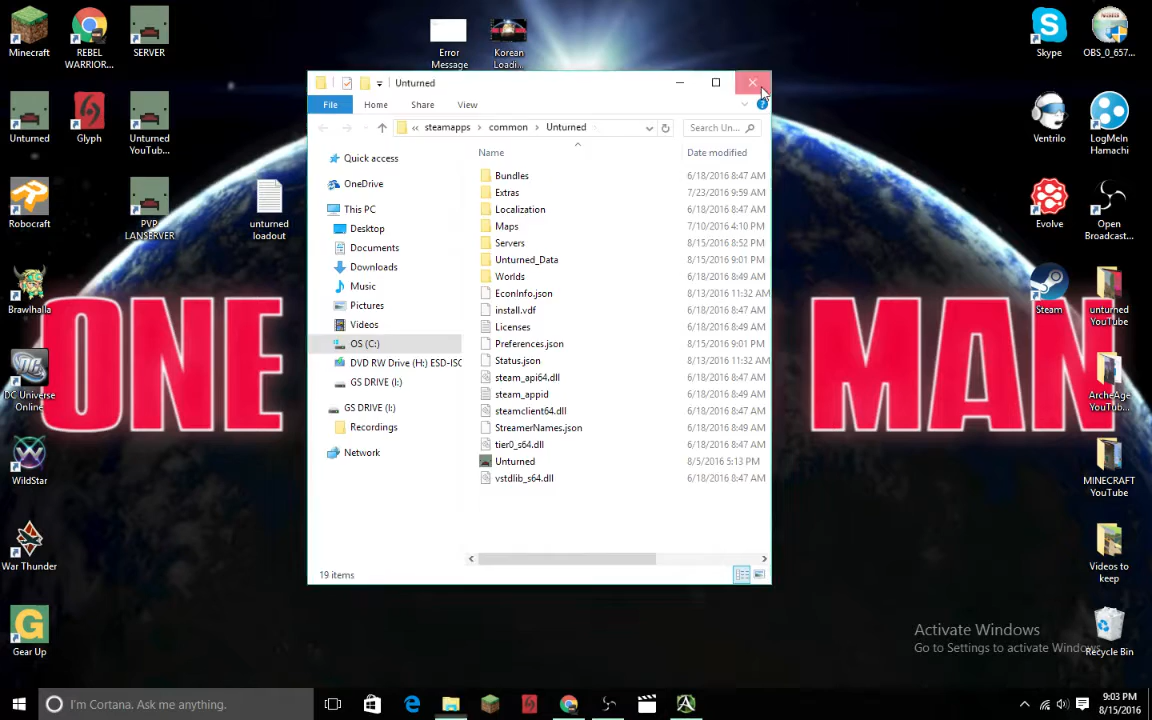 Minecraft
REBEL
WARRIOR...
SERVER
Error
Message
Korean
Loadi...
Skype
OBS_0_657...
Unturned
File
Home
Share
View
« steamapps > common > Unturned
Search Un...
Unturned
Glyph
Unturned
YouTub...
Ventrilo
LogMeIn
Hamachi
Robocraft
PVP
LANSERVER
unturned
loadout
Evolve
Open
Broadcast...
Brawlhalla
Steam
unturned
YouTube
DC Universe
Online
ArcheAge
YouTub...
WildStar
MINECRAFT
YouTube
War Thunder
Videos to
keep
Gear Up
Recycle Bin
Quick access
OneDrive
This PC
Desktop
Documents
Downloads
Music
Pictures
Videos
OS (C:)
DVD RW Drive (H:) ESD-ISO
GS DRIVE (I:)
GS DRIVE (I:)
Recordings
Network
Name Date modified
Bundles 6/18/2016 8:47 AM
Extras 7/23/2016 9:59 AM
Localization 6/18/2016 8:47 AM
Maps 7/10/2016 4:10 PM
Servers 8/15/2016 8:52 PM
Unturned_Data 8/15/2016 9:01 PM
Worlds 6/18/2016 8:49 AM
EconInfo.json 8/13/2016 11:32 AM
install.vdf 6/18/2016 8:47 AM
Licenses 6/18/2016 8:49 AM
Preferences.json 8/15/2016 9:01 PM
Status.json 8/13/2016 11:32 AM
steam_api64.dll 6/18/2016 8:47 AM
steam_appid 6/18/2016 8:49 AM
steamclient64.dll 6/18/2016 8:47 AM
StreamerNames.json 6/18/2016 8:49 AM
tier0_s64.dll 6/18/2016 8:47 AM
Unturned 8/5/2016 5:13 PM
vstdlib_s64.dll 6/18/2016 8:47 AM
19 items
ONE
MAN
Activate Windows
Go to Settings to activate Windows.
I'm Cortana. Ask me anything.
9:03 PM
8/15/2016